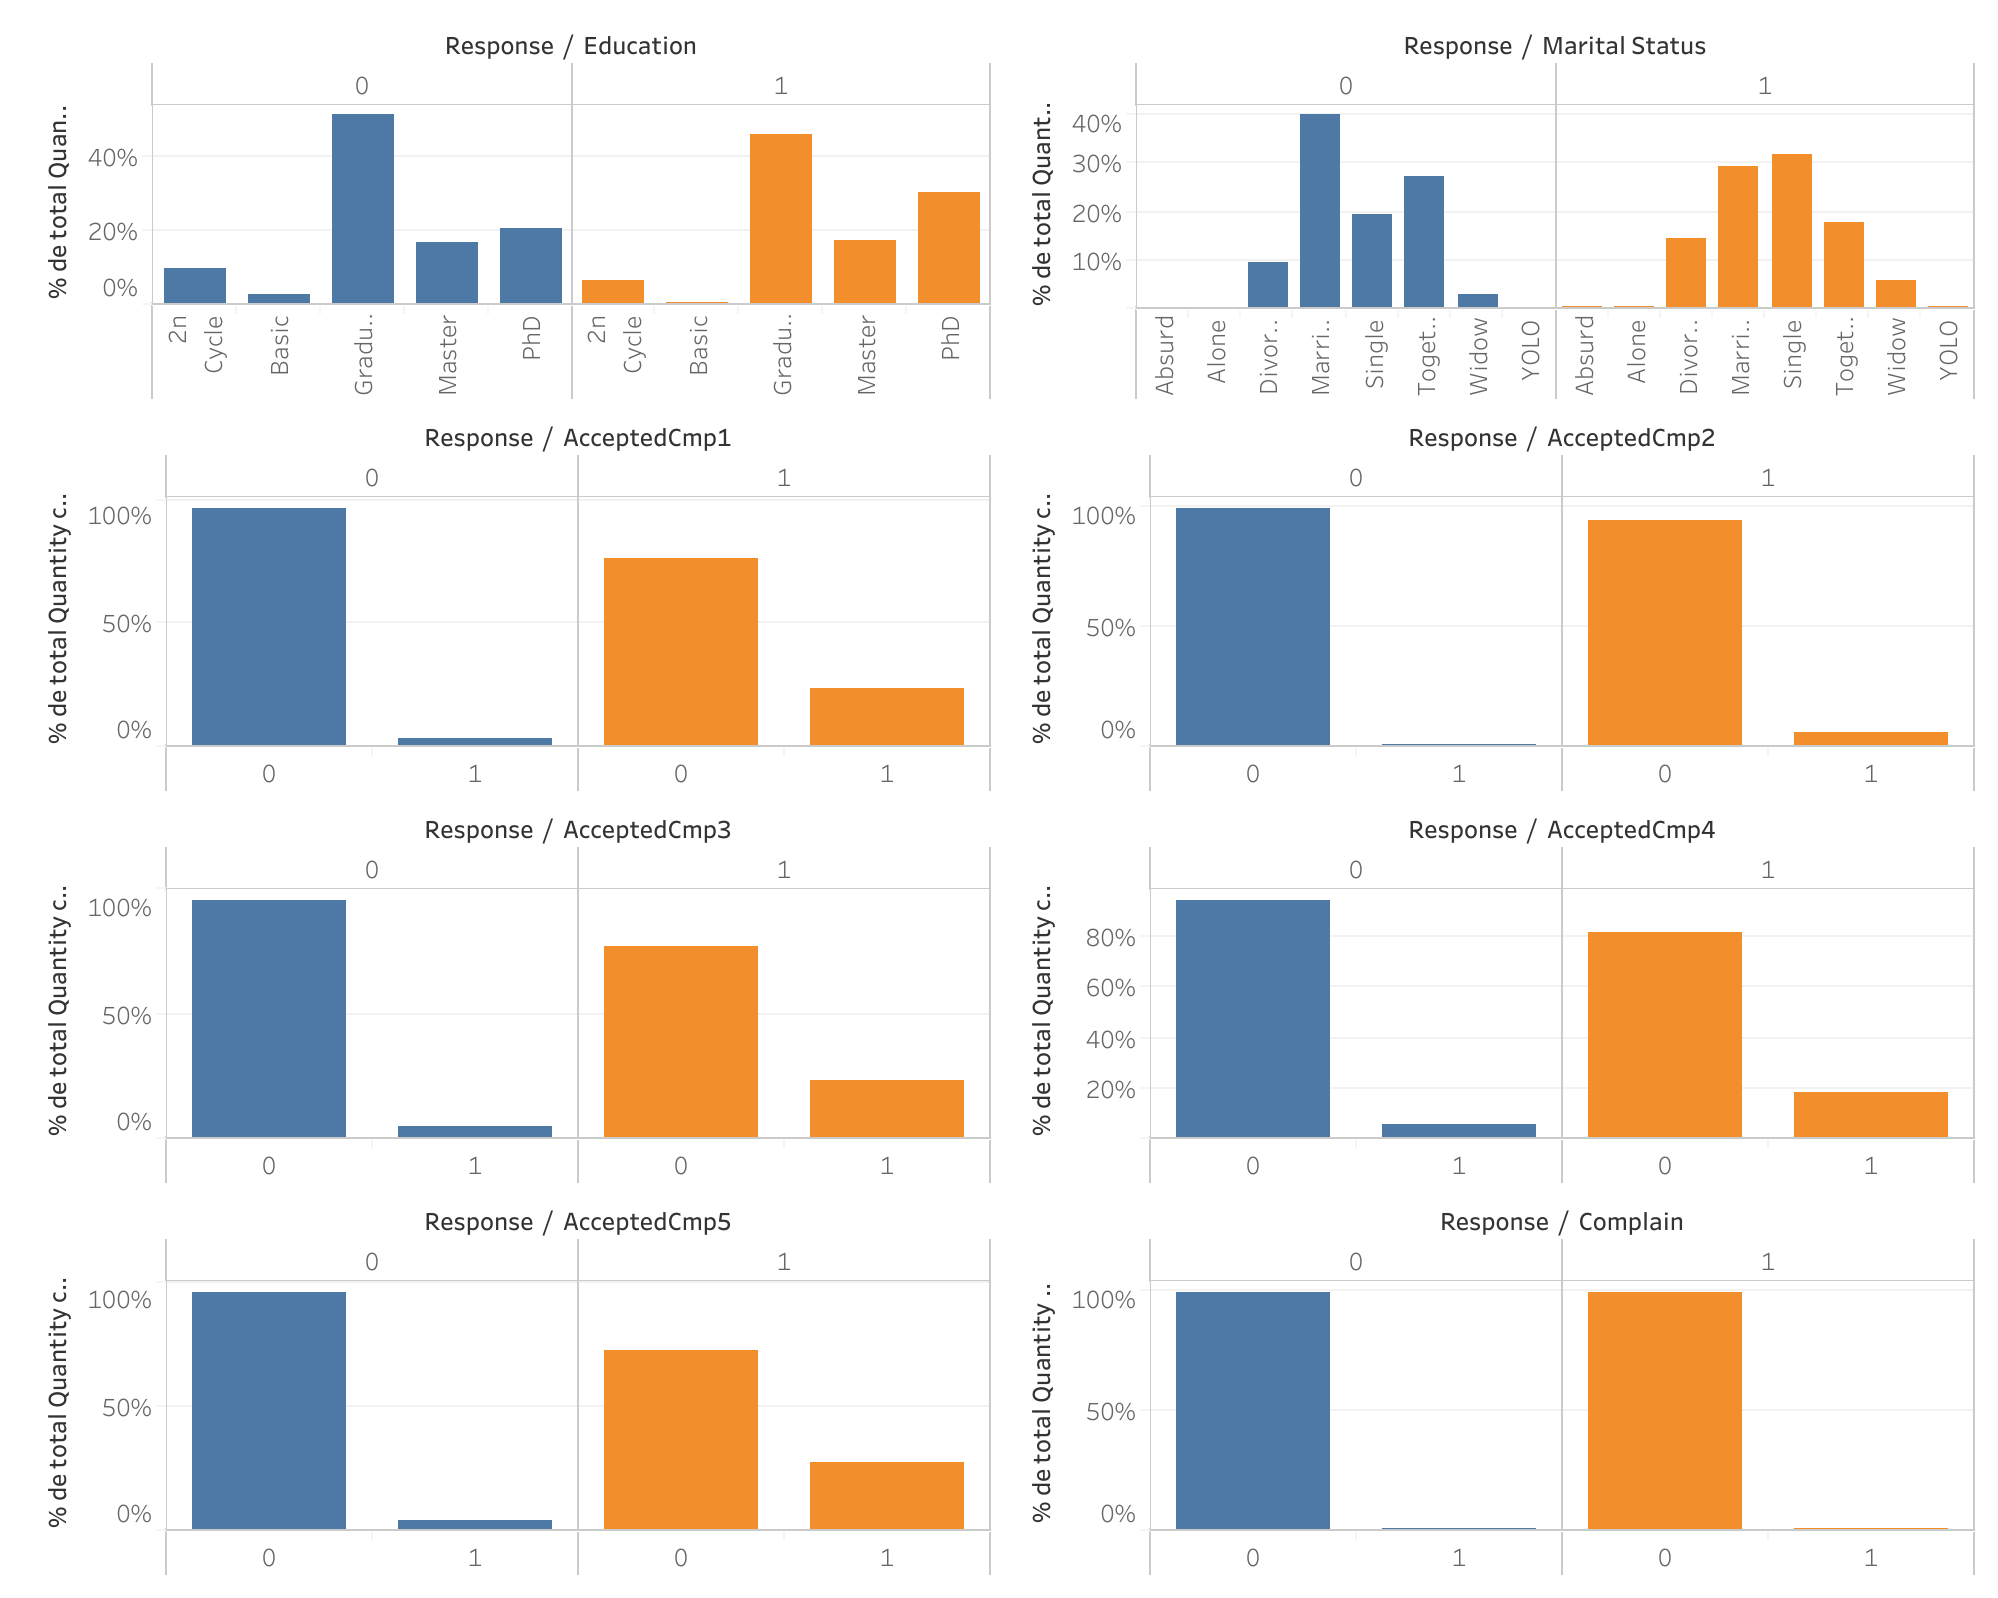 Response / Education
0 1
% de total Quan..
40%
20%
0%
2n Cycle Basic Gradu.. Master PhD 2n Cycle Basic Gradu.. Master PhD
Response / Marital Status
0 1
% de total Quant..
40%
30%
20%
10%
Absurd Alone Divor.. Marri.. Single Toget.. Widow YOLO Absurd Alone Divor.. Marri.. Single Toget.. Widow YOLO
Response / AcceptedCmp1
0 1
% de total Quantity c..
100%
50%
0%
0 1 0 1
Response / AcceptedCmp2
0 1
% de total Quantity c..
100%
50%
0%
0 1 0 1
Response / AcceptedCmp3
0 1
% de total Quantity c..
100%
50%
0%
0 1 0 1
Response / AcceptedCmp4
0 1
% de total Quantity c..
80%
60%
40%
20%
0 1 0 1
Response / AcceptedCmp5
0 1
% de total Quantity c..
100%
50%
0%
0 1 0 1
Response / Complain
0 1
% de total Quantity ..
100%
50%
0%
0 1 0 1